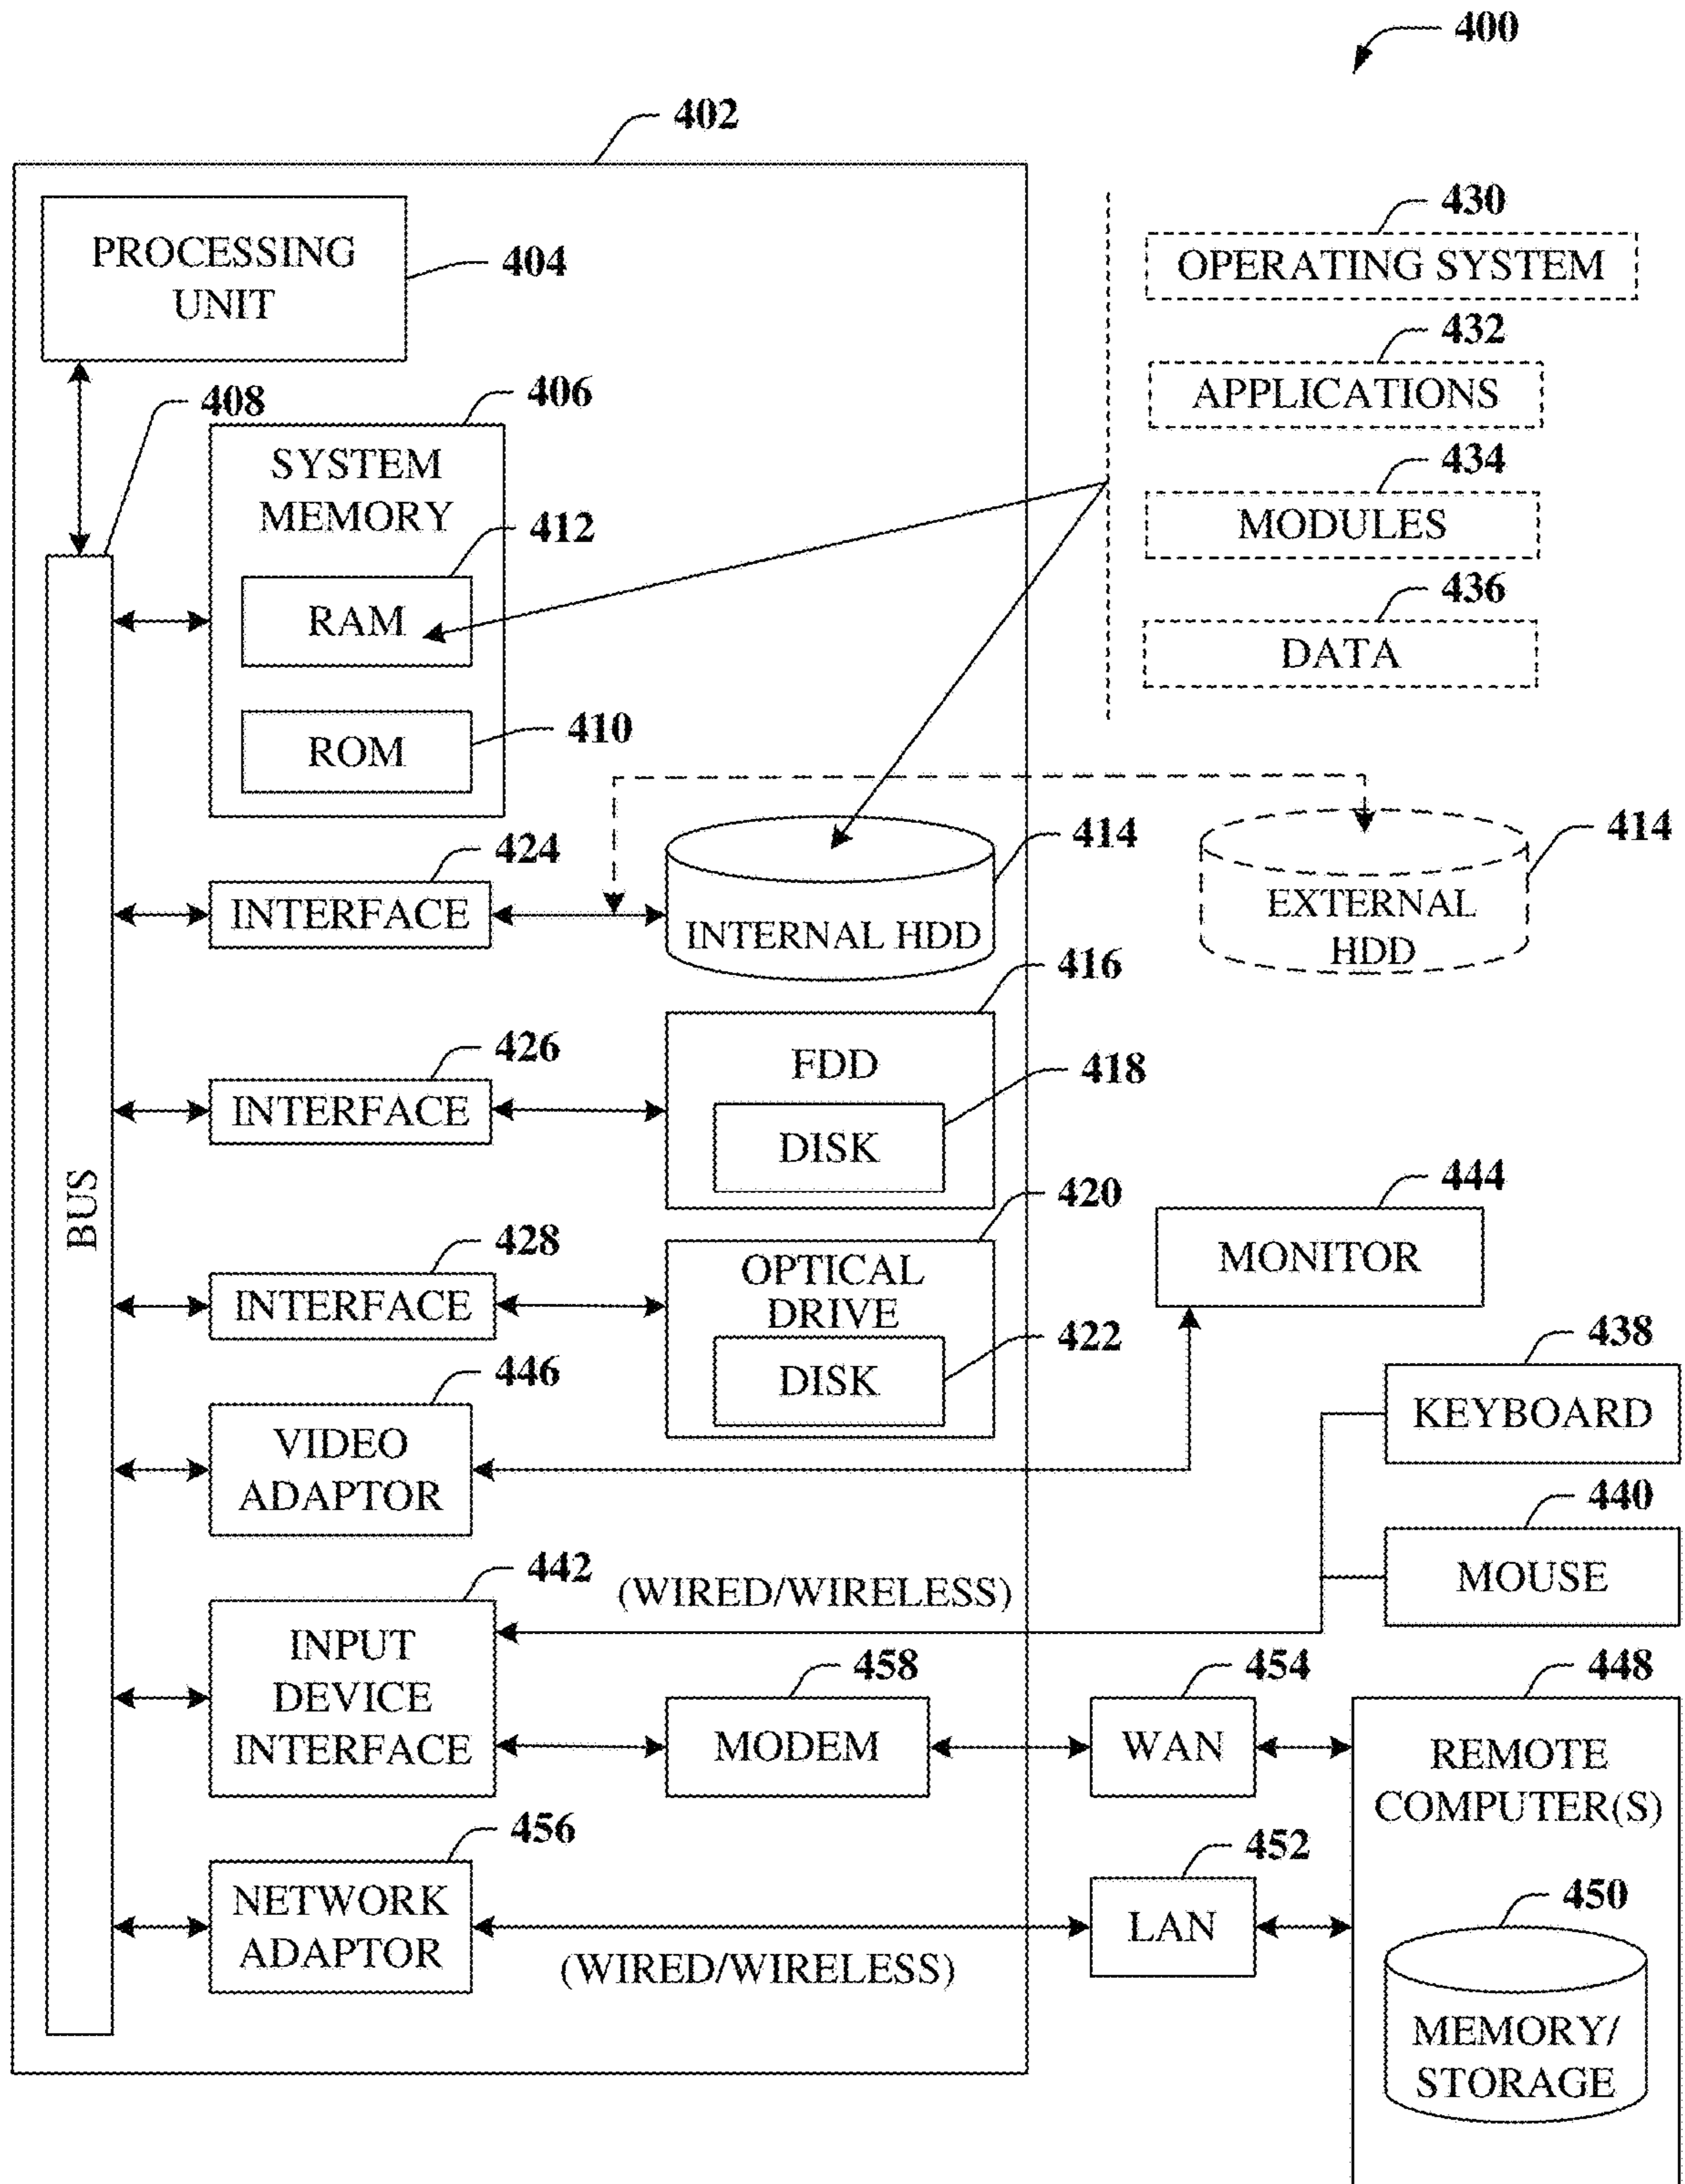 400
402
PROCESSING
UNIT
404
430
OPERATING SYSTEM
432
APPLICATIONS
434
MODULES
436
DATA
408
406
SYSTEM
MEMORY
412
RAM
410
ROM
424
INTERFACE
414
INTERNAL HDD
414
EXTERNAL
HDD
416
FDD
418
DISK
426
INTERFACE
BUS
420
OPTICAL
DRIVE
422
DISK
428
INTERFACE
444
MONITOR
438
KEYBOARD
446
VIDEO
ADAPTOR
440
MOUSE
442
(WIRED/WIRELESS)
INPUT
DEVICE
INTERFACE
458
MODEM
454
WAN
448
REMOTE
COMPUTER(S)
456
NETWORK
ADAPTOR
(WIRED/WIRELESS)
452
LAN
450
MEMORY/
STORAGE